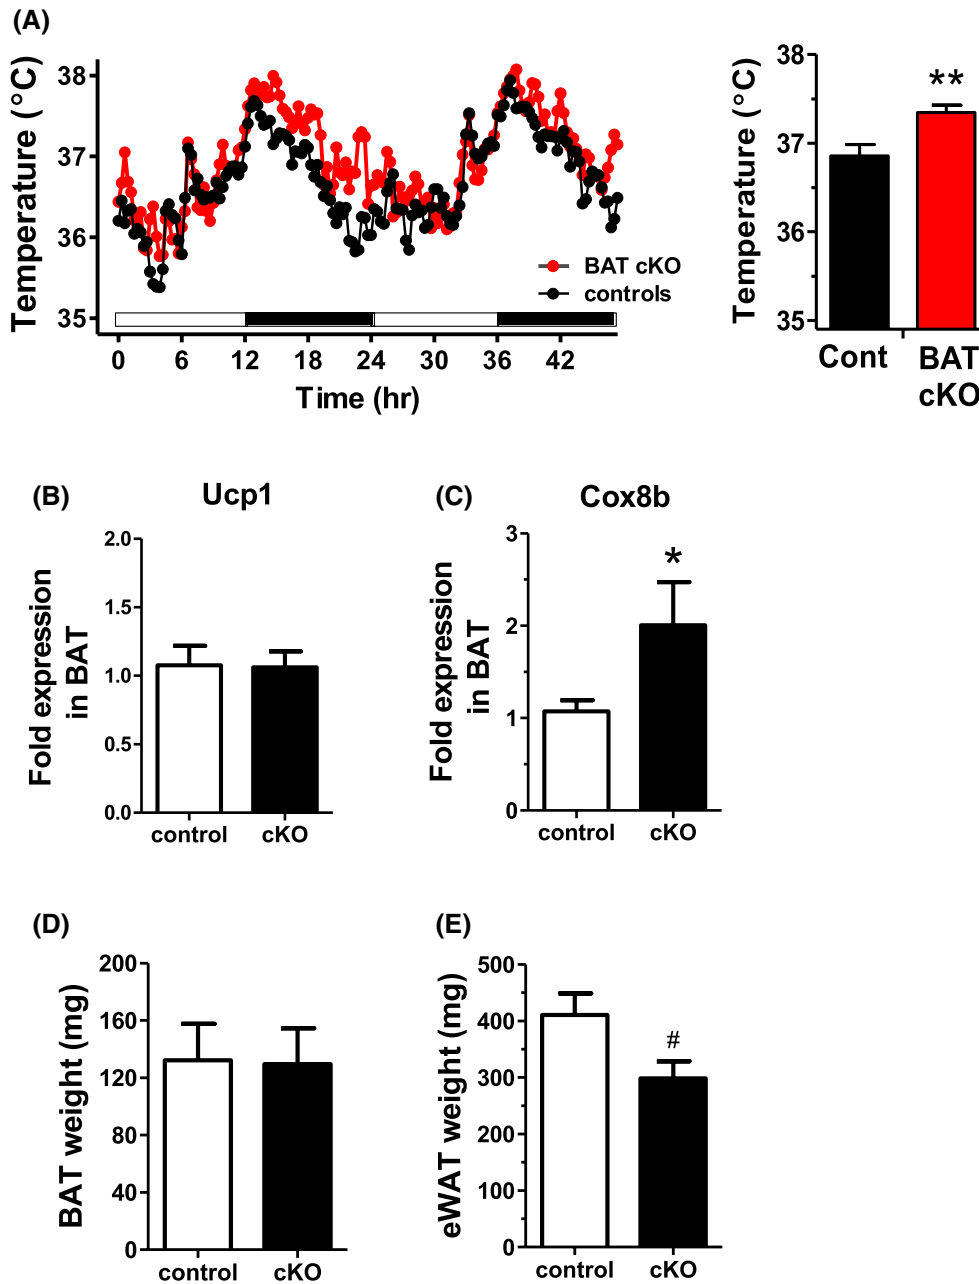 (A)
Temperature (°C)
38
37
36
35
BAT cKO
controls
0 6 12 18 24 30 36 42
Time (hr)
Temperature (°C)
38
37
36
35
**
Cont
BAT
cKO
(B)
Ucp1
Fold expression
in BAT
2.0
1.5
1.0
0.5
0.0
control cKO
(C)
Cox8b
Fold expression
in BAT
3
2
1
0
*
control cKO
(D)
BAT weight (mg)
200
160
120
80
40
0
control cKO
(E)
eWAT weight (mg)
500
400
300
200
100
0
#
control cKO